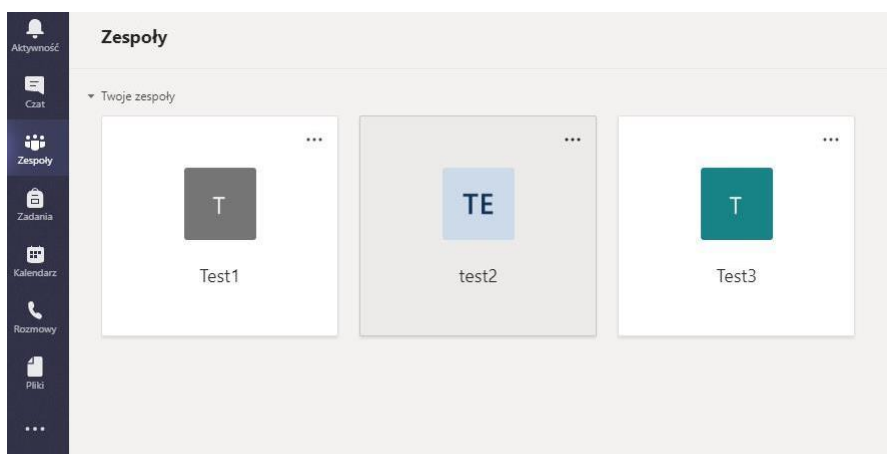 Aktywność
Czat
Zespoły
Zadania
Kalendarz
Rozmowy
Pliki
Zespoły
Twoje zespoły
T
Test1
TE
test2
T
Test3